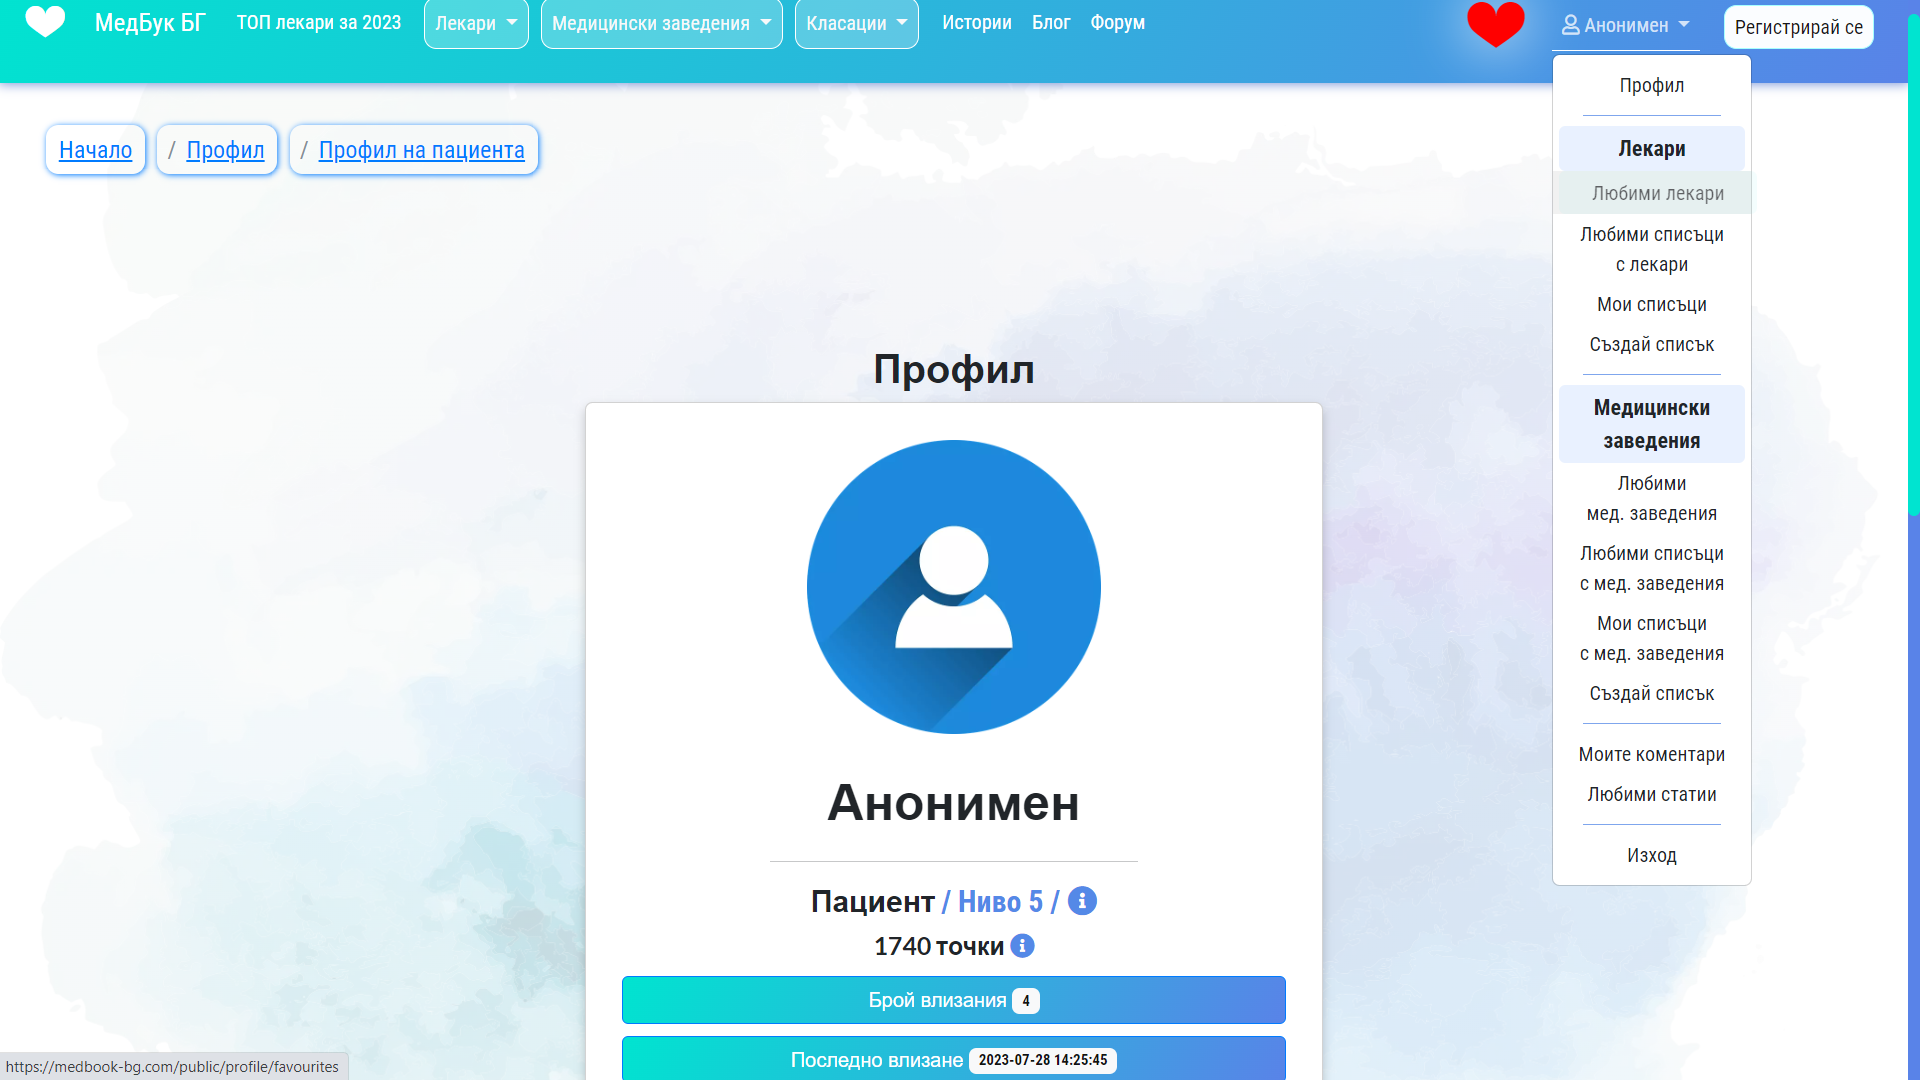 МедБук БГ
ТОП лекари за 2023
Лекари
Медицински заведения
Класации
Истории
Блог
Форум
Анонимен
Регистрирай се
Начало
/ Профил
/ Профил на пациента
Профил
Лекари
Любими лекари
Любими списъци
с лекари
Мои списъци
Създай списък
Медицински
заведения
Любими
мед. заведения
Любими списъци
с мед. заведения
Мои списъци
с мед. заведения
Създай списък
Моите коментари
Любими статии
Изход
Профил
Анонимен
Пациент / Ниво 5 /
1740 точки
Брой влизания 4
Последно влизане 2023-07-28 14:25:45
https://medbook-bg.com/public/profile/favourites